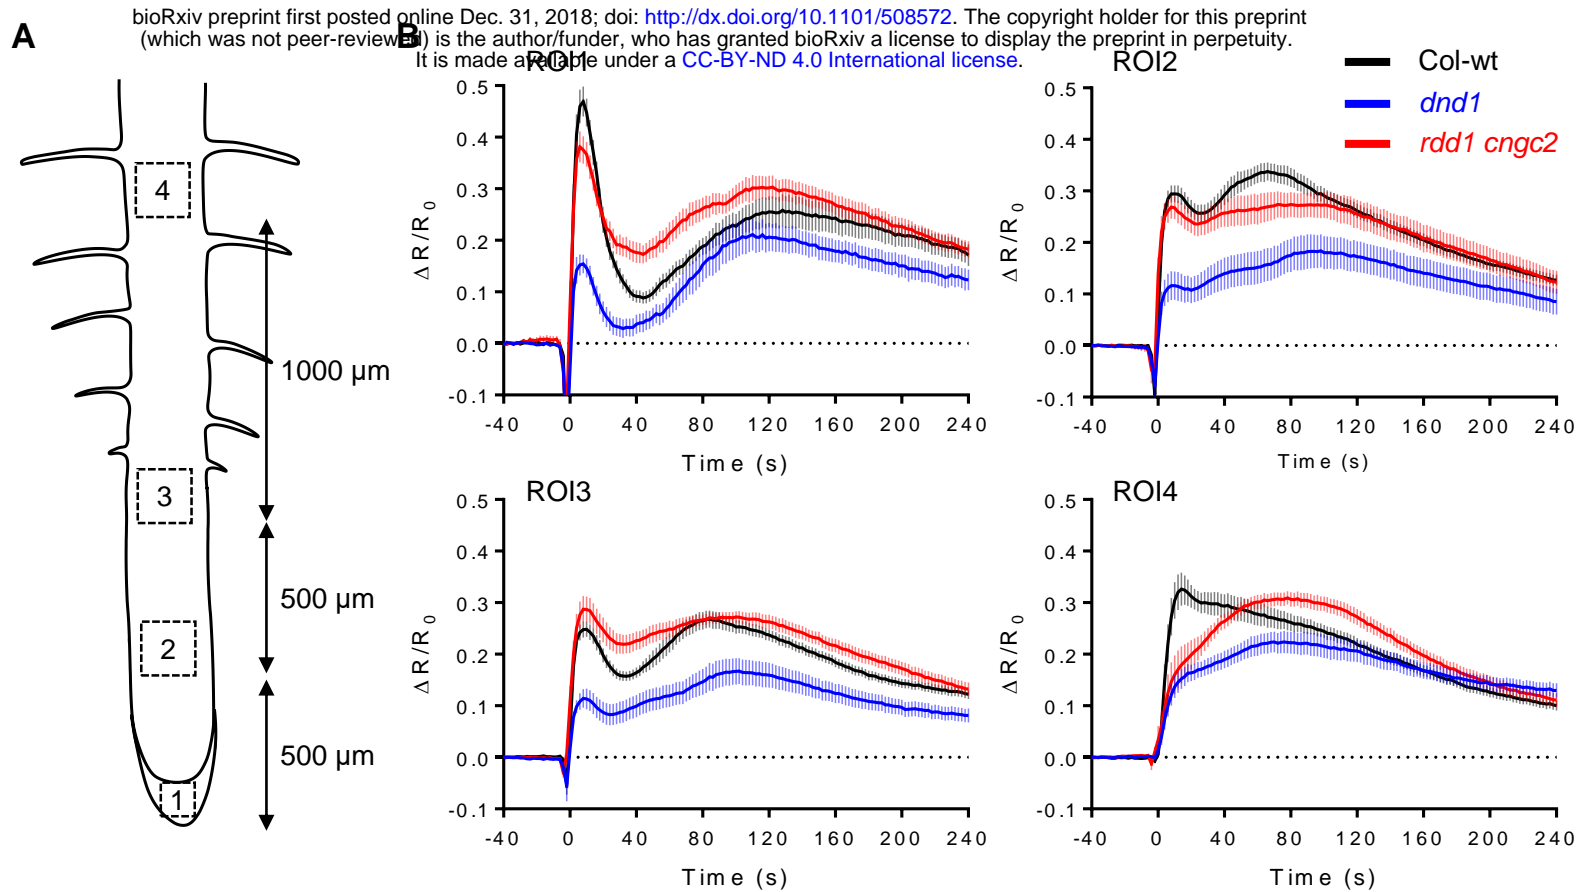 bioRxiv preprint first posted online Dec. 31, 2018; doi: http://dx.doi.org/10.1101/508572. The copyright holder for this preprint
(which was not peer-reviewed) is the author/funder, who has granted bioRxiv a license to display the preprint in perpetuity.
It is made available under a CC-BY-ND 4.0 International license.
A
4
1000 µm
3
500 µm
2
500 µm
1
B
ROI1
0.5
0.4
0.3
0.2
0.1
0.0
-0.1
Δ R/R0
-40 0 40 80 120 160 200 240
Time (s)
ROI2
0.5
0.4
0.3
0.2
0.1
0.0
-0.1
Δ R/R0
-40 0 40 80 120 160 200 240
Time (s)
Col-wt
dnd1
rdd1 cngc2
ROI3
0.5
0.4
0.3
0.2
0.1
0.0
-0.1
Δ R/R0
-40 0 40 80 120 160 200 240
Time (s)
ROI4
0.5
0.4
0.3
0.2
0.1
0.0
-0.1
Δ R/R0
-40 0 40 80 120 160 200 240
Time (s)